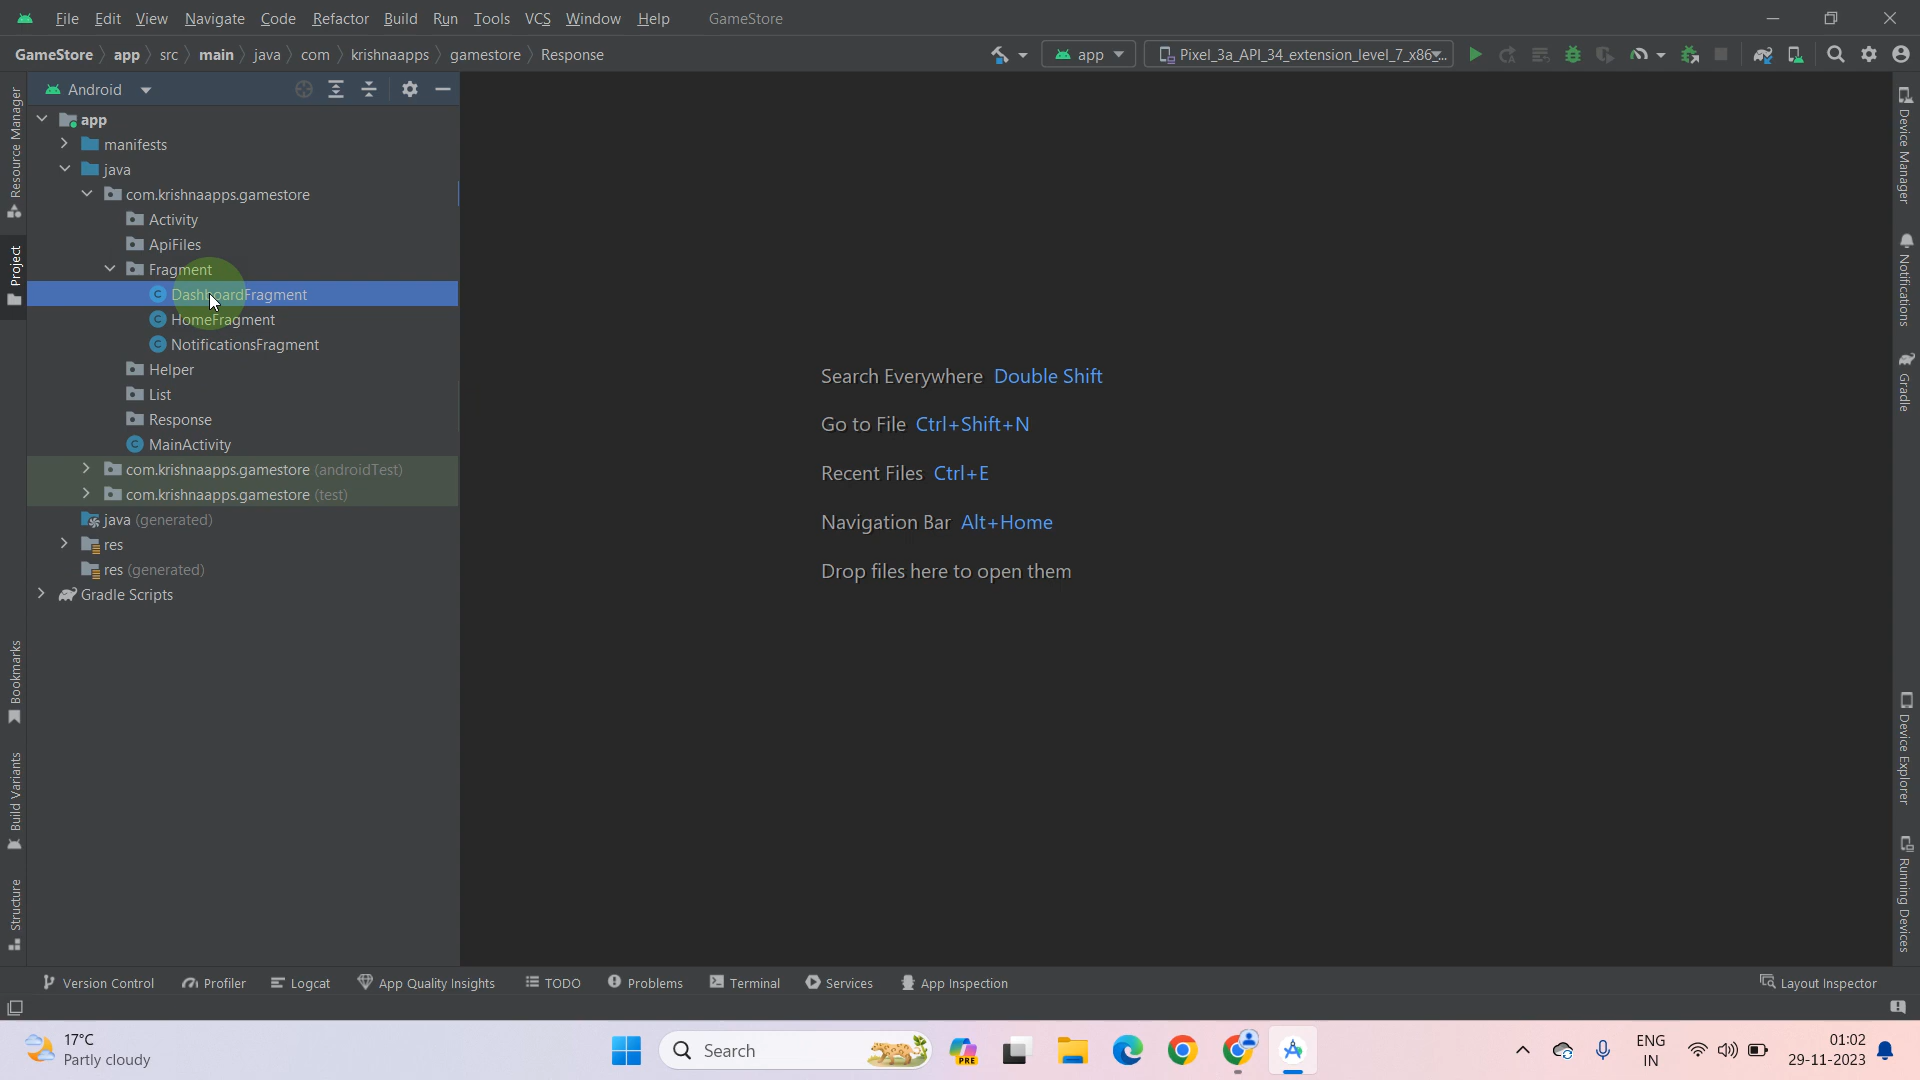 File Edit View Navigate Code Refactor Build Run Tools VCS Window Help GameStore
GameStore app src main java com krishnaapps gamestore Response
app
Pixel_3a_API_34_extension_level_7_x86...
Android
app
manifests
java
com.krishnaapps.gamestore
Activity
ApiFiles
Fragment
DashboardFragment
HomeFragment
NotificationsFragment
Helper
List
Response
MainActivity
com.krishnaapps.gamestore (androidTest)
com.krishnaapps.gamestore (test)
java (generated)
res
res (generated)
Gradle Scripts
Resource Manager
Project
Bookmarks
Build Variants
Structure
Search Everywhere Double Shift
Go to File Ctrl+Shift+N
Recent Files Ctrl+E
Navigation Bar Alt+Home
Drop files here to open them
Device Manager
Notifications
Gradle
Device Explorer
Running Devices
Version Control Profiler Logcat App Quality Insights TODO Problems Terminal Services App Inspection Layout Inspector
17°C
Partly cloudy
Search
PRE
ENG
IN
01:02
29-11-2023